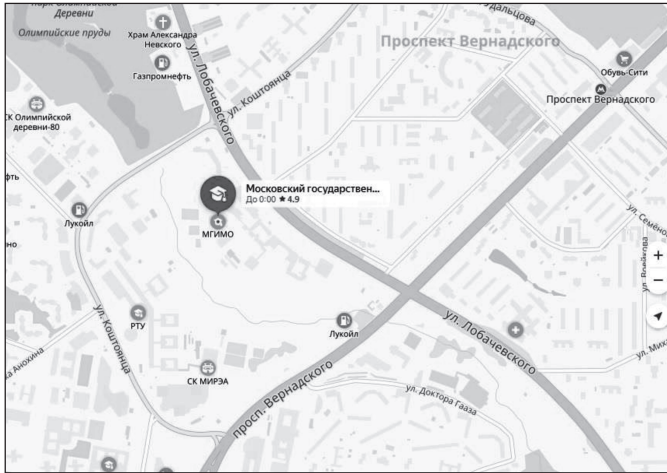 Парк Олимпийской
Деревни
Олимпийские пруды
Храм Александра
Невского
Газпромнефть
ул. Лобачевского
ул. Коштоянца
Проспект Вернадского
Обувь-Сити
Проспект Вернадского
СК Олимпийской
деревни-80
Московский государствен...
До 0:00 ★ 4.9
МГИМО
Лукойл
РТУ
ул. Коштоянца
СК МИРЭА
Лукойл
просп. Вернадского
ул. Лобачевского
ул. Доктора Гааза
+
−